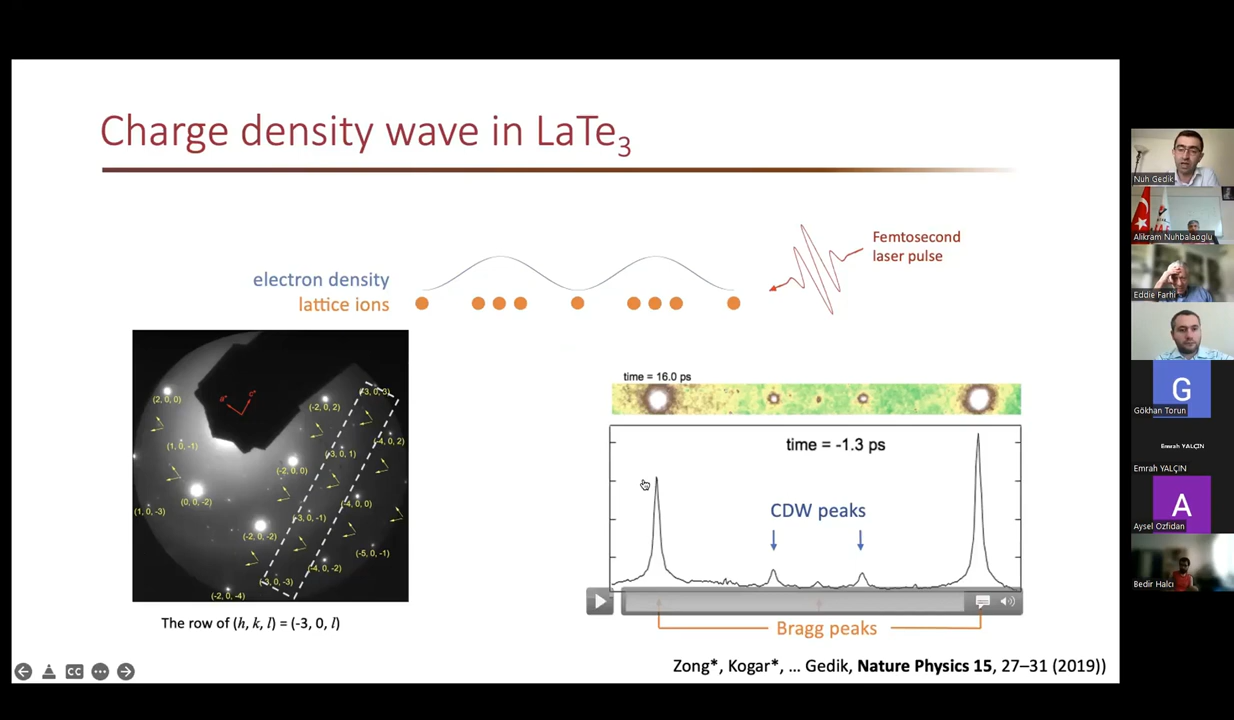 Charge density wave in LaTe₃
electron density
lattice ions
Femtosecond
laser pulse
(2, 0, 0)
(-2, 0, 2)
(-3, 0, 3)
(1, 0, -1)
(-4, 0, 2)
(-3, 0, 1)
(-2, 0, 0)
(0, 0, -2)
(-4, 0, 0)
(1, 0, -3)
(-3, 0, -1)
(-2, 0, -2)
(-5, 0, -1)
(-4, 0, -2)
(-3, 0, -3)
(-2, 0, -4)
The row of (h, k, l) = (-3, 0, l)
time = 16.0 ps
time = -1.3 ps
CDW peaks
Bragg peaks
Zong*, Kogar*, … Gedik, Nature Physics 15, 27–31 (2019))
CC
Nuh Gedik
Alikram Nuhbalaoglu
Eddie Farhi
G
Gökhan Torun
Emrah YALÇIN
Emrah YALÇIN
A
Aysel Ozfidan
Bedir Halcı